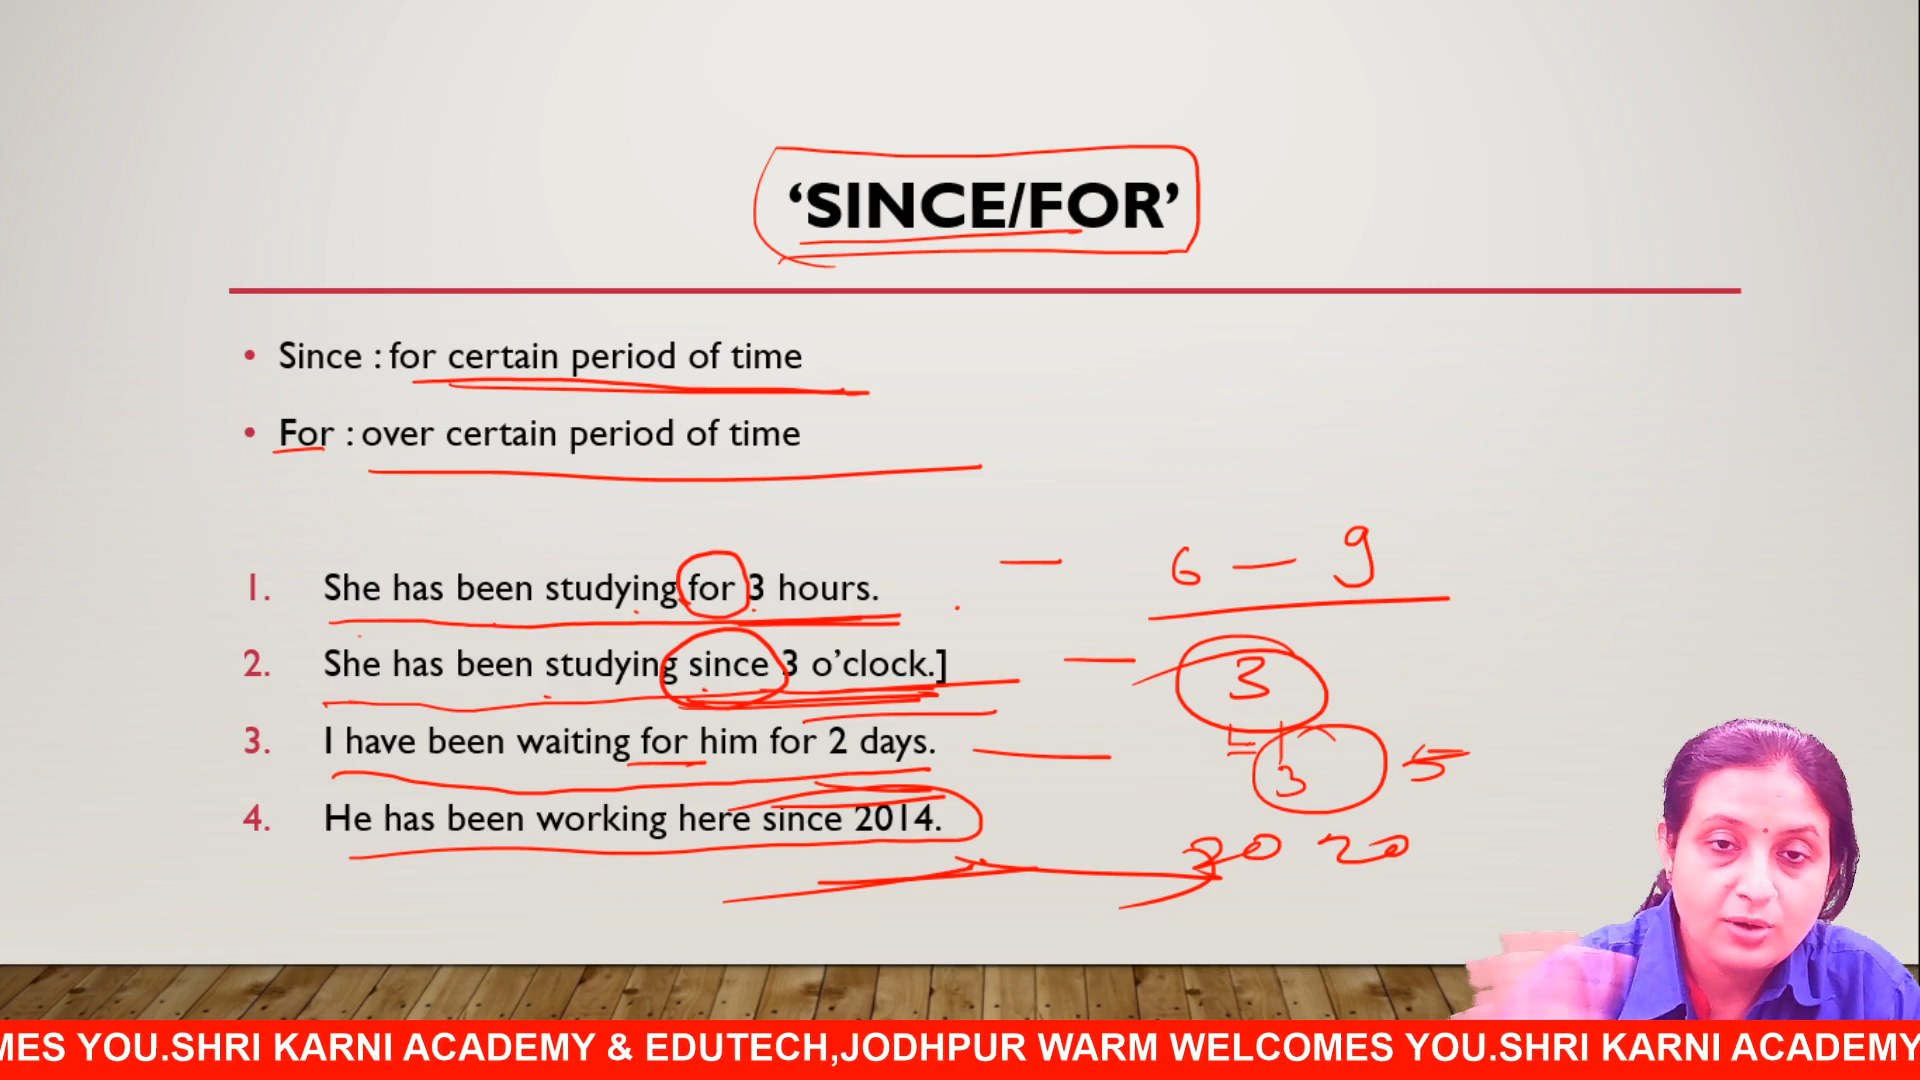 ‘SINCE/FOR’
• Since : for certain period of time
• For : over certain period of time
6 — 9
1. She has been studying for 3 hours.
2. She has been studying since 3 o’clock.]
3
3. I have been waiting for him for 2 days.
3 5
4. He has been working here since 2014.
2020
MES YOU.SHRI KARNI ACADEMY & EDUTECH,JODHPUR WARM WELCOMES YOU.SHRI KARNI ACADEMY